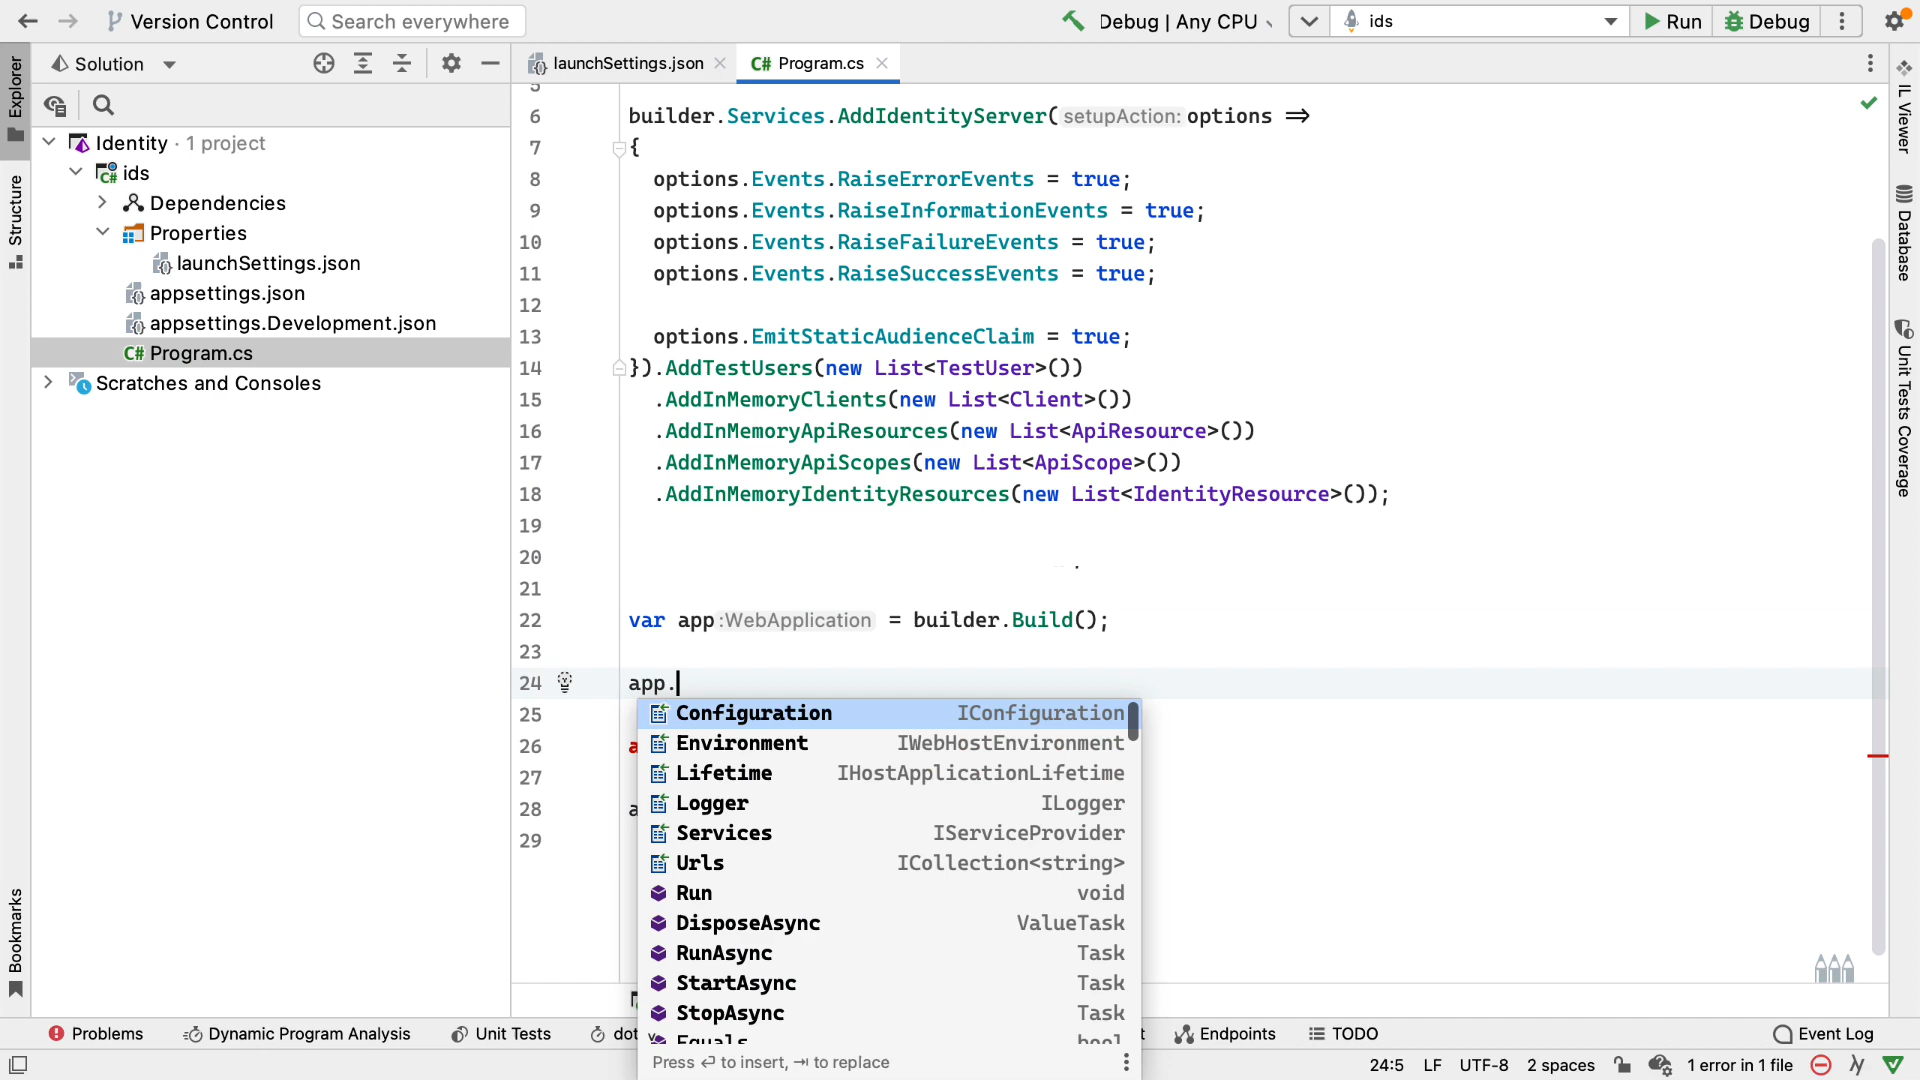 Version Control
Search everywhere
Debug | Any CPU
ids
Run
Debug
Explorer
Solution
launchSettings.json
C# Program.cs
Identity · 1 project
C# ids
Dependencies
Properties
launchSettings.json
appsettings.json
appsettings.Development.json
C# Program.cs
Scratches and Consoles
Structure
Bookmarks
5
6 builder.Services.AddIdentityServer( setupAction: options =>
7 {
8 options.Events.RaiseErrorEvents = true;
9 options.Events.RaiseInformationEvents = true;
10 options.Events.RaiseFailureEvents = true;
11 options.Events.RaiseSuccessEvents = true;
12
13 options.EmitStaticAudienceClaim = true;
14 }).AddTestUsers(new List<TestUser>())
15 .AddInMemoryClients(new List<Client>())
16 .AddInMemoryApiResources(new List<ApiResource>())
17 .AddInMemoryApiScopes(new List<ApiScope>())
18 .AddInMemoryIdentityResources(new List<IdentityResource>());
19
20
21
22 var app :WebApplication = builder.Build();
23
24 app.
25
26 a
27
28 a
29
Configuration IConfiguration
Environment IWebHostEnvironment
Lifetime IHostApplicationLifetime
Logger ILogger
Services IServiceProvider
Urls ICollection<string>
Run void
DisposeAsync ValueTask
RunAsync Task
StartAsync Task
StopAsync Task
Equals bool
Press ↵ to insert, ⇥ to replace
IL Viewer
Database
Unit Tests Coverage
Problems
Dynamic Program Analysis
Unit Tests
dot
t
Endpoints
TODO
Event Log
24:5
LF
UTF-8
2 spaces
1 error in 1 file